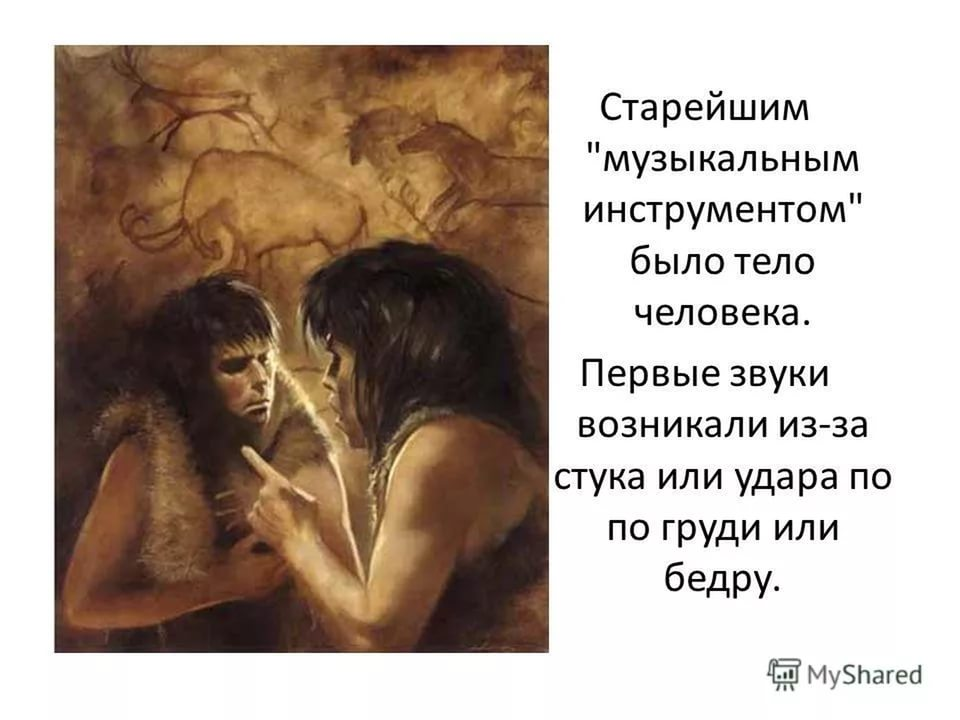 Старейшим
"музыкальным
инструментом"
было тело
человека.
Первые звуки
возникали из-за
стука или удара по
по груди или
бедру.
MyShared